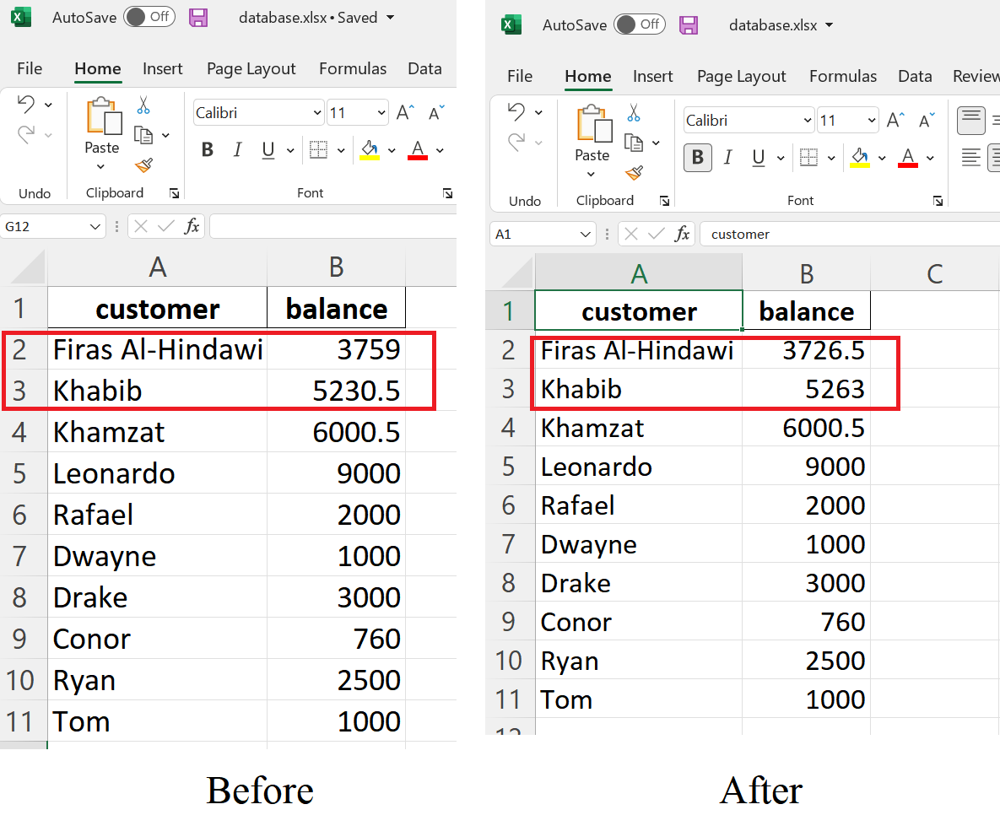 AutoSave Off database.xlsx • Saved
File Home Insert Page Layout Formulas Data
Calibri 11 A A
Paste B I U A
Undo Clipboard Font
G12 fx
A B
1 customer balance
2 Firas Al-Hindawi 3759
3 Khabib 5230.5
4 Khamzat 6000.5
5 Leonardo 9000
6 Rafael 2000
7 Dwayne 1000
8 Drake 3000
9 Conor 760
10 Ryan 2500
11 Tom 1000
Before
AutoSave Off database.xlsx
File Home Insert Page Layout Formulas Data Review
Calibri 11 A A
Paste B I U A
Undo Clipboard Font
A1 fx customer
A B C
1 customer balance
2 Firas Al-Hindawi 3726.5
3 Khabib 5263
4 Khamzat 6000.5
5 Leonardo 9000
6 Rafael 2000
7 Dwayne 1000
8 Drake 3000
9 Conor 760
10 Ryan 2500
11 Tom 1000
After